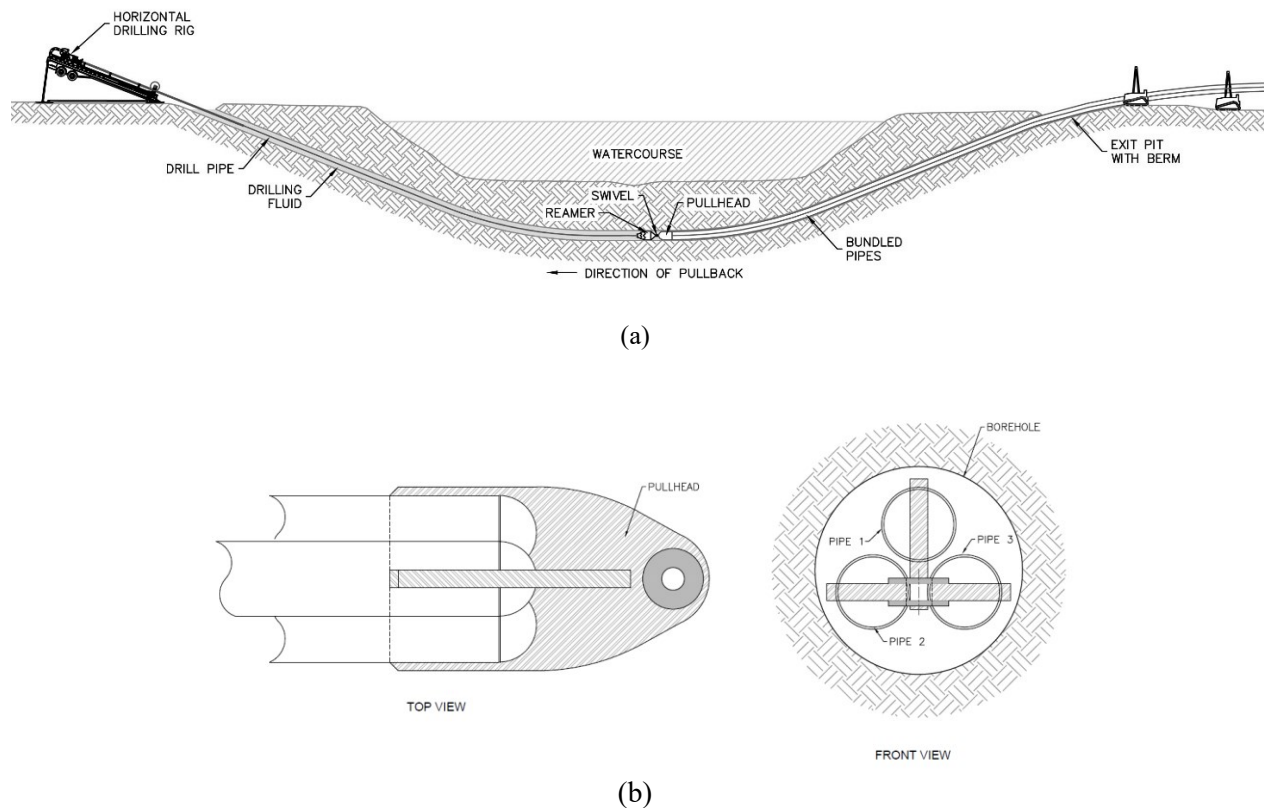 HORIZONTAL
DRILLING RIG
DRILL PIPE
DRILLING
FLUID
WATERCOURSE
SWIVEL
REAMER
PULLHEAD
EXIT PIT
WITH BERM
BUNDLED
PIPES
DIRECTION OF PULLBACK
(a)
PULLHEAD
TOP VIEW
BOREHOLE
PIPE 1
PIPE 3
PIPE 2
FRONT VIEW
(b)